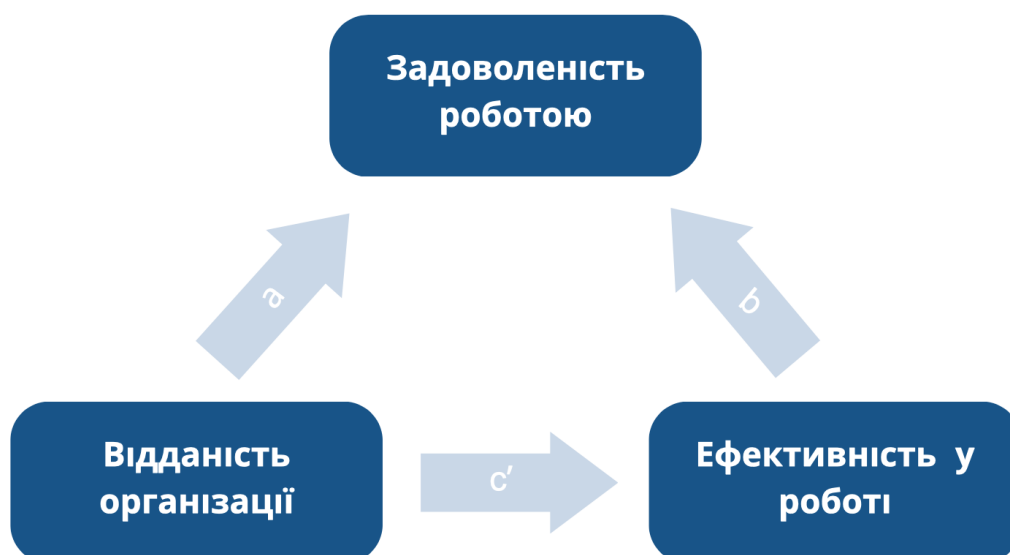 Задоволеність
роботою
a
b
Відданість
організації
c′
Ефективність у
роботі